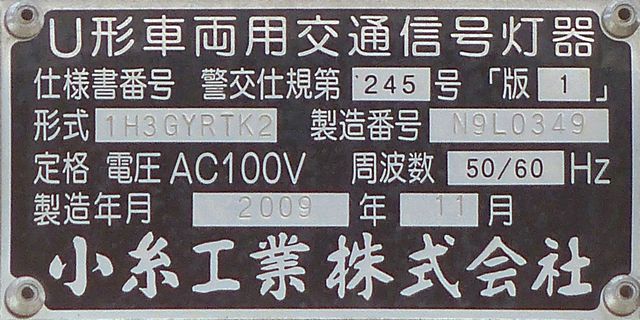 U形車両用交通信号灯器
仕様書番号 警交仕規第 245 号 「版 1 」
形式 1H3GYRTK2 製造番号 N9L0349
定格 電圧 AC100V 周波数 50/60 Hz
製造年月 2009 年 11 月
小糸工業株式会社